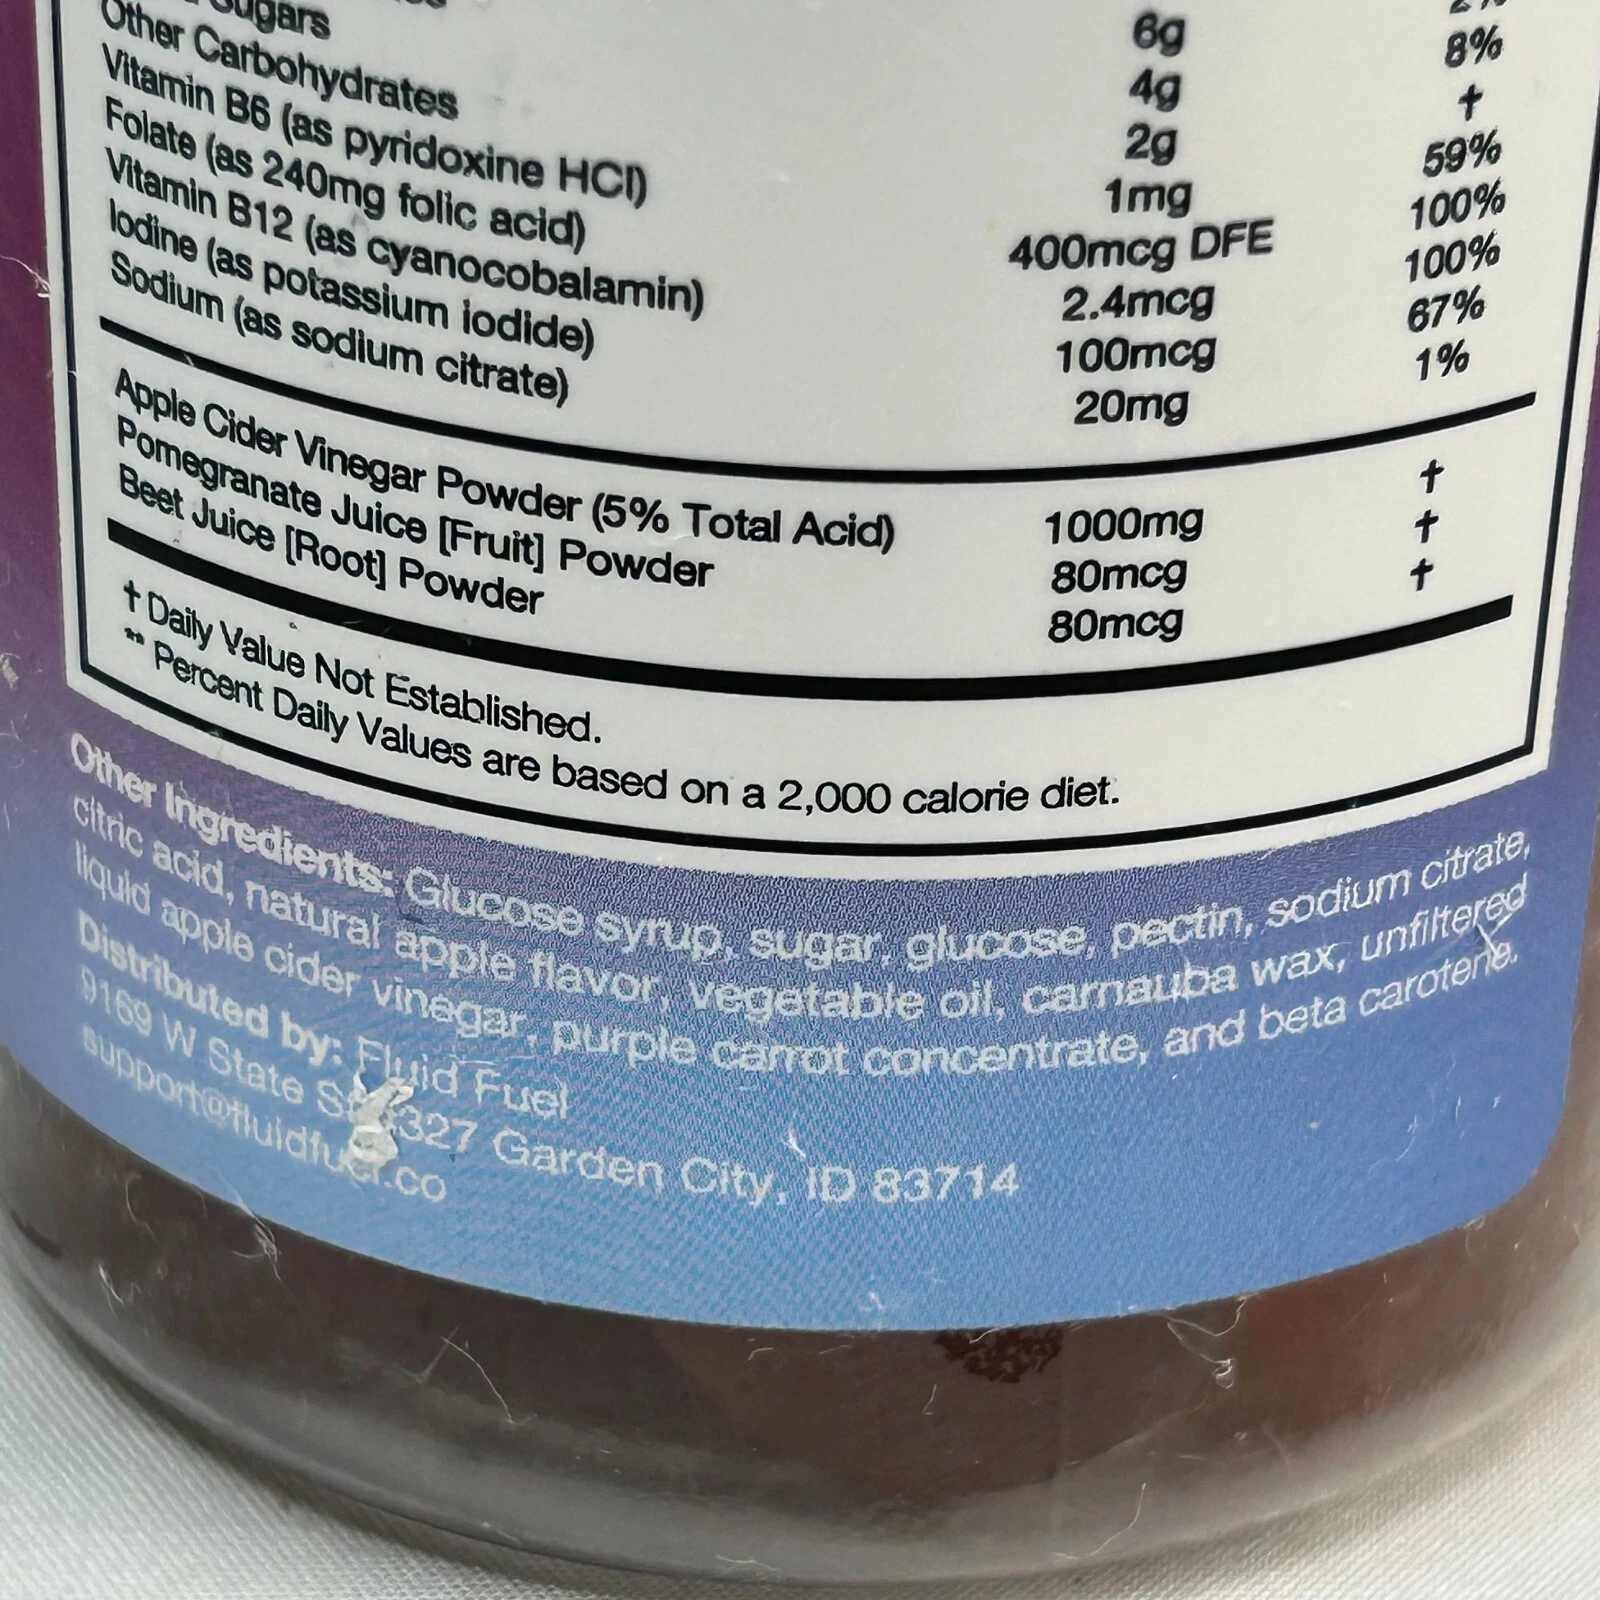 Sugars 6g 8%
Other Carbohydrates 4g †
Vitamin B6 (as pyridoxine HCl) 1mg 59%
Folate (as 240mg folic acid) 400mcg DFE 100%
Vitamin B12 (as cyanocobalamin) 2.4mcg 100%
Iodine (as potassium iodide) 100mcg 67%
Sodium (as sodium citrate) 20mg 1%
Apple Cider Vinegar Powder (5% Total Acid) 1000mg †
Pomegranate Juice [Fruit] Powder 80mcg †
Beet Juice [Root] Powder 80mcg †
† Daily Value Not Established.
** Percent Daily Values are based on a 2,000 calorie diet.
Other Ingredients: Glucose syrup, sugar, glucose, pectin, sodium citrate,
citric acid, natural apple flavor, vegetable oil, carnauba wax, unfiltered
liquid apple cider vinegar, purple carrot concentrate, and beta carotene.
Distributed by: Fluid Fuel
9169 W State 327 Garden City, ID 83714
support@fluidfuel.co